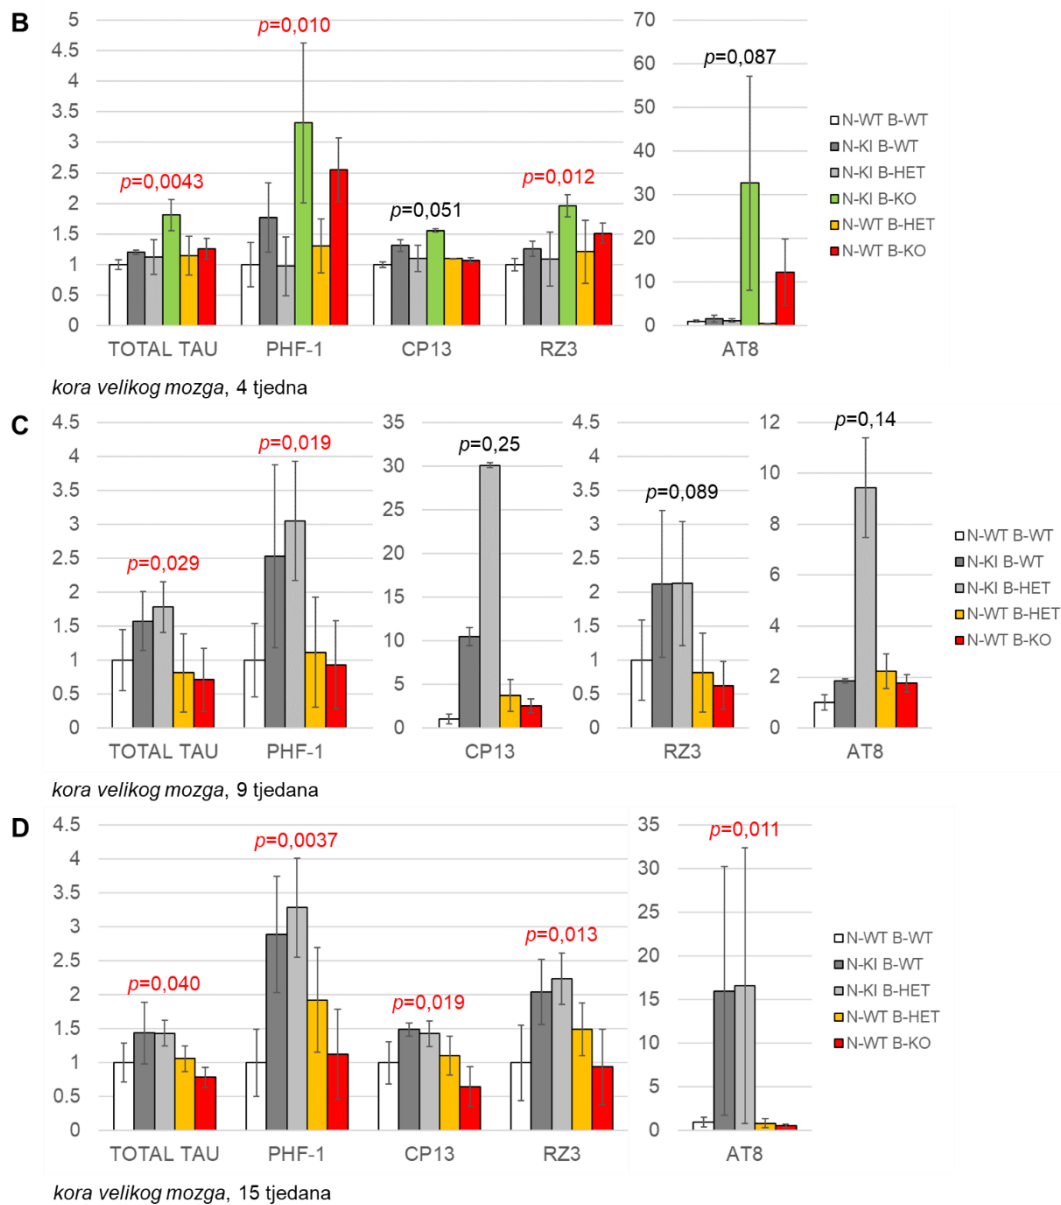 B
5
4.5
4
3.5
3
2.5
2
1.5
1
0.5
0
p=0,0043
p=0,010
p=0,051
p=0,012
TOTAL TAU PHF-1 CP13 RZ3
70
60
50
40
30
20
10
0
p=0,087
AT8
N-WT B-WT
N-KI B-WT
N-KI B-HET
N-KI B-KO
N-WT B-HET
N-WT B-KO
kora velikog mozga, 4 tjedna
C
4.5
4
3.5
3
2.5
2
1.5
1
0.5
0
p=0,029
p=0,019
TOTAL TAU PHF-1
35
30
25
20
15
10
5
0
p=0,25
CP13
4.5
4
3.5
3
2.5
2
1.5
1
0.5
0
p=0,089
RZ3
12
10
8
6
4
2
0
p=0,14
AT8
N-WT B-WT
N-KI B-WT
N-KI B-HET
N-WT B-HET
N-WT B-KO
kora velikog mozga, 9 tjedana
D
4.5
4
3.5
3
2.5
2
1.5
1
0.5
0
p=0,040
p=0,0037
p=0,019
p=0,013
TOTAL TAU PHF-1 CP13 RZ3
35
30
25
20
15
10
5
0
p=0,011
AT8
N-WT B-WT
N-KI B-WT
N-KI B-HET
N-WT B-HET
N-WT B-KO
kora velikog mozga, 15 tjedana